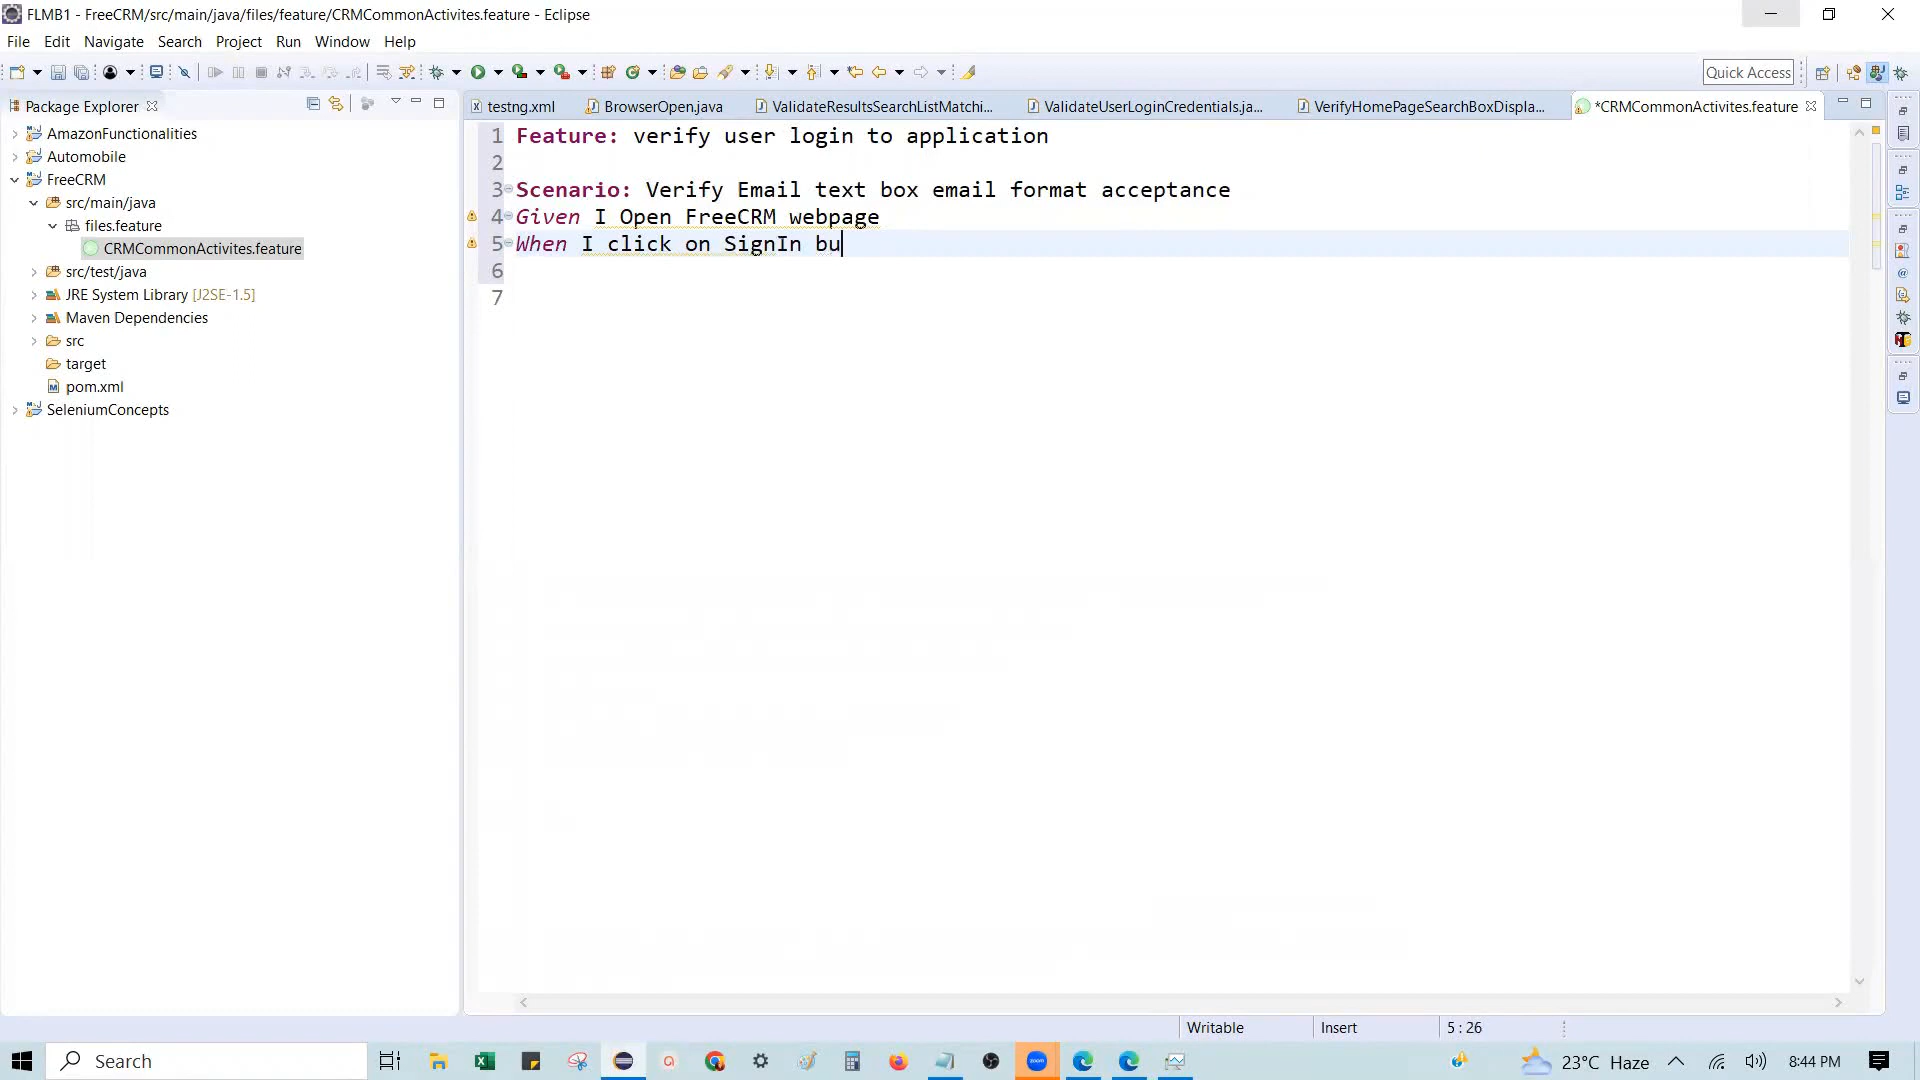 FLMB1 - FreeCRM/src/main/java/files/feature/CRMCommonActivites.feature - Eclipse
File Edit Navigate Search Project Run Window Help
Quick Access
Package Explorer
testng.xml BrowserOpen.java ValidateResultsSearchListMatchi... ValidateUserLoginCredentials.ja... VerifyHomePageSearchBoxDispla... *CRMCommonActivites.feature
AmazonFunctionalities
Automobile
FreeCRM
src/main/java
files.feature
CRMCommonActivites.feature
src/test/java
JRE System Library [J2SE-1.5]
Maven Dependencies
src
target
pom.xml
SeleniumConcepts
1 Feature: verify user login to application
2
3 Scenario: Verify Email text box email format acceptance
4 Given I Open FreeCRM webpage
5 When I click on SignIn bu
6
7
Writable Insert 5 : 26
Search 23°C Haze 8:44 PM